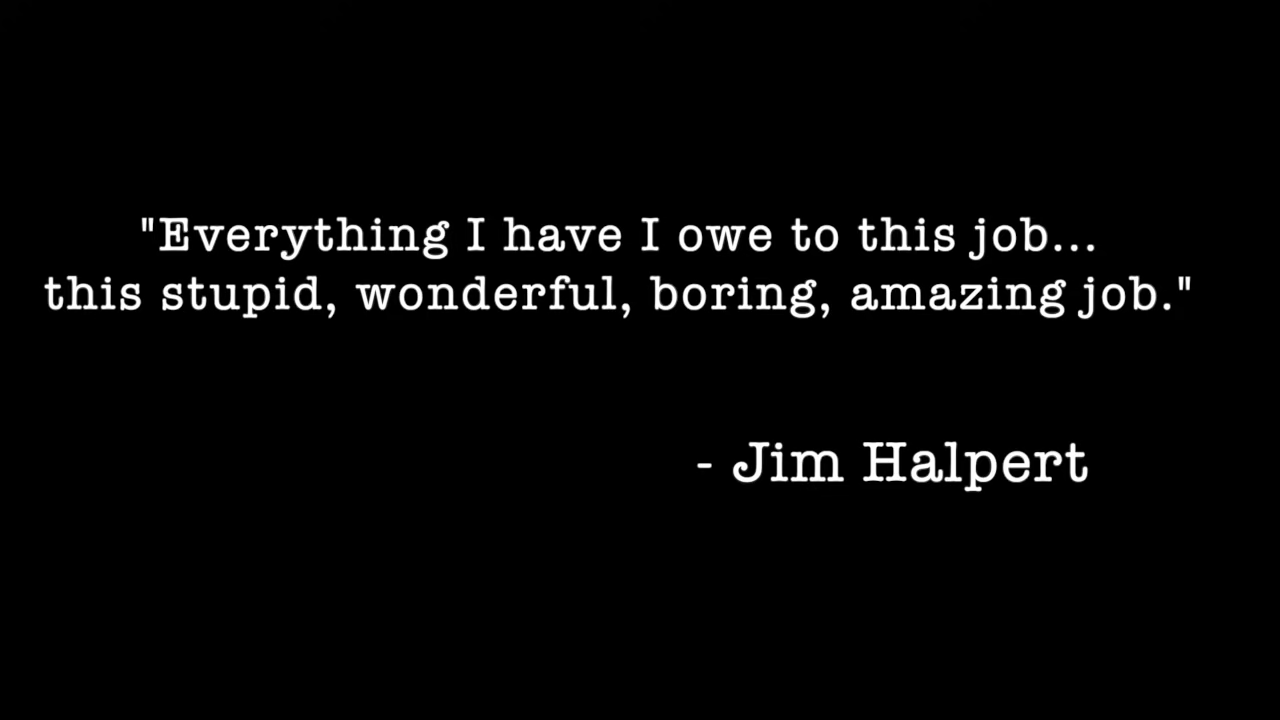 "Everything I have I owe to this job...
this stupid, wonderful, boring, amazing job."
- Jim Halpert